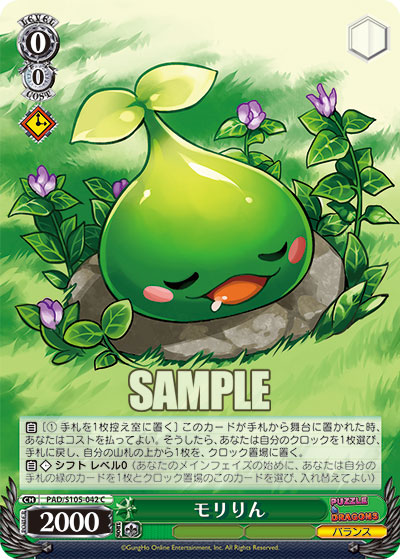 LEVEL
0
0
COST
SAMPLE
自 [① 手札を1枚控え室に置く] このカードが手札から舞台に置かれた時、
あなたはコストを払ってよい。そうしたら、あなたは自分のクロックを1枚選び、
手札に戻し、自分の山札の上から1枚を、クロック置場に置く。
自 シフト レベル0 (あなたのメインフェイズの始めに、あなたは自分の
手札の緑のカードを1枚とクロック置場のこのカードを選び、入れ替えてよい)
CH PAD/S105-042 C
POWER
2000
モリりん
PUZZLE & DRAGONS
バランス
©GungHo Online Entertainment, Inc. All Rights Reserved.